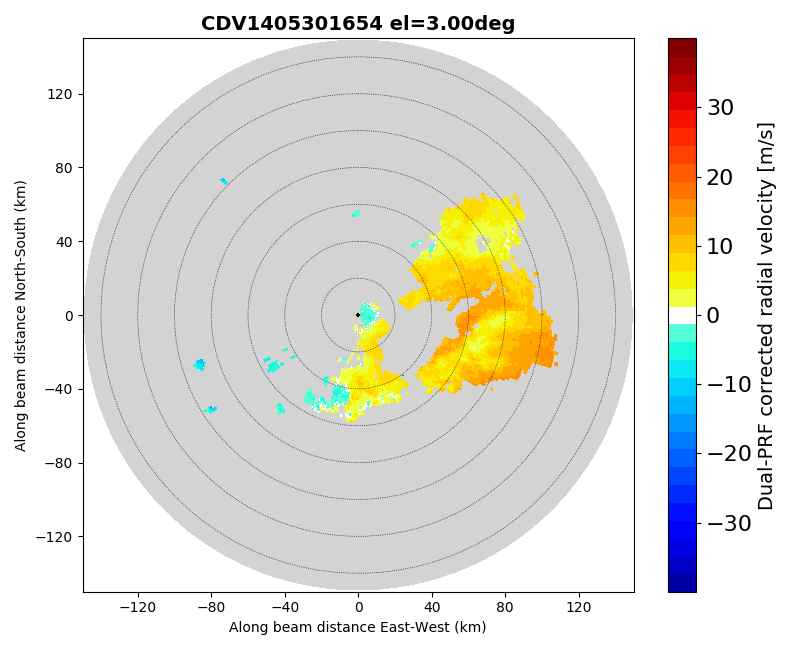 CDV1405301654 el=3.00deg
Along beam distance North-South (km)
120
80
40
0
−40
−80
−120
−120 −80 −40 0 40 80 120
Along beam distance East-West (km)
30
20
10
0
−10
−20
−30
Dual-PRF corrected radial velocity [m/s]